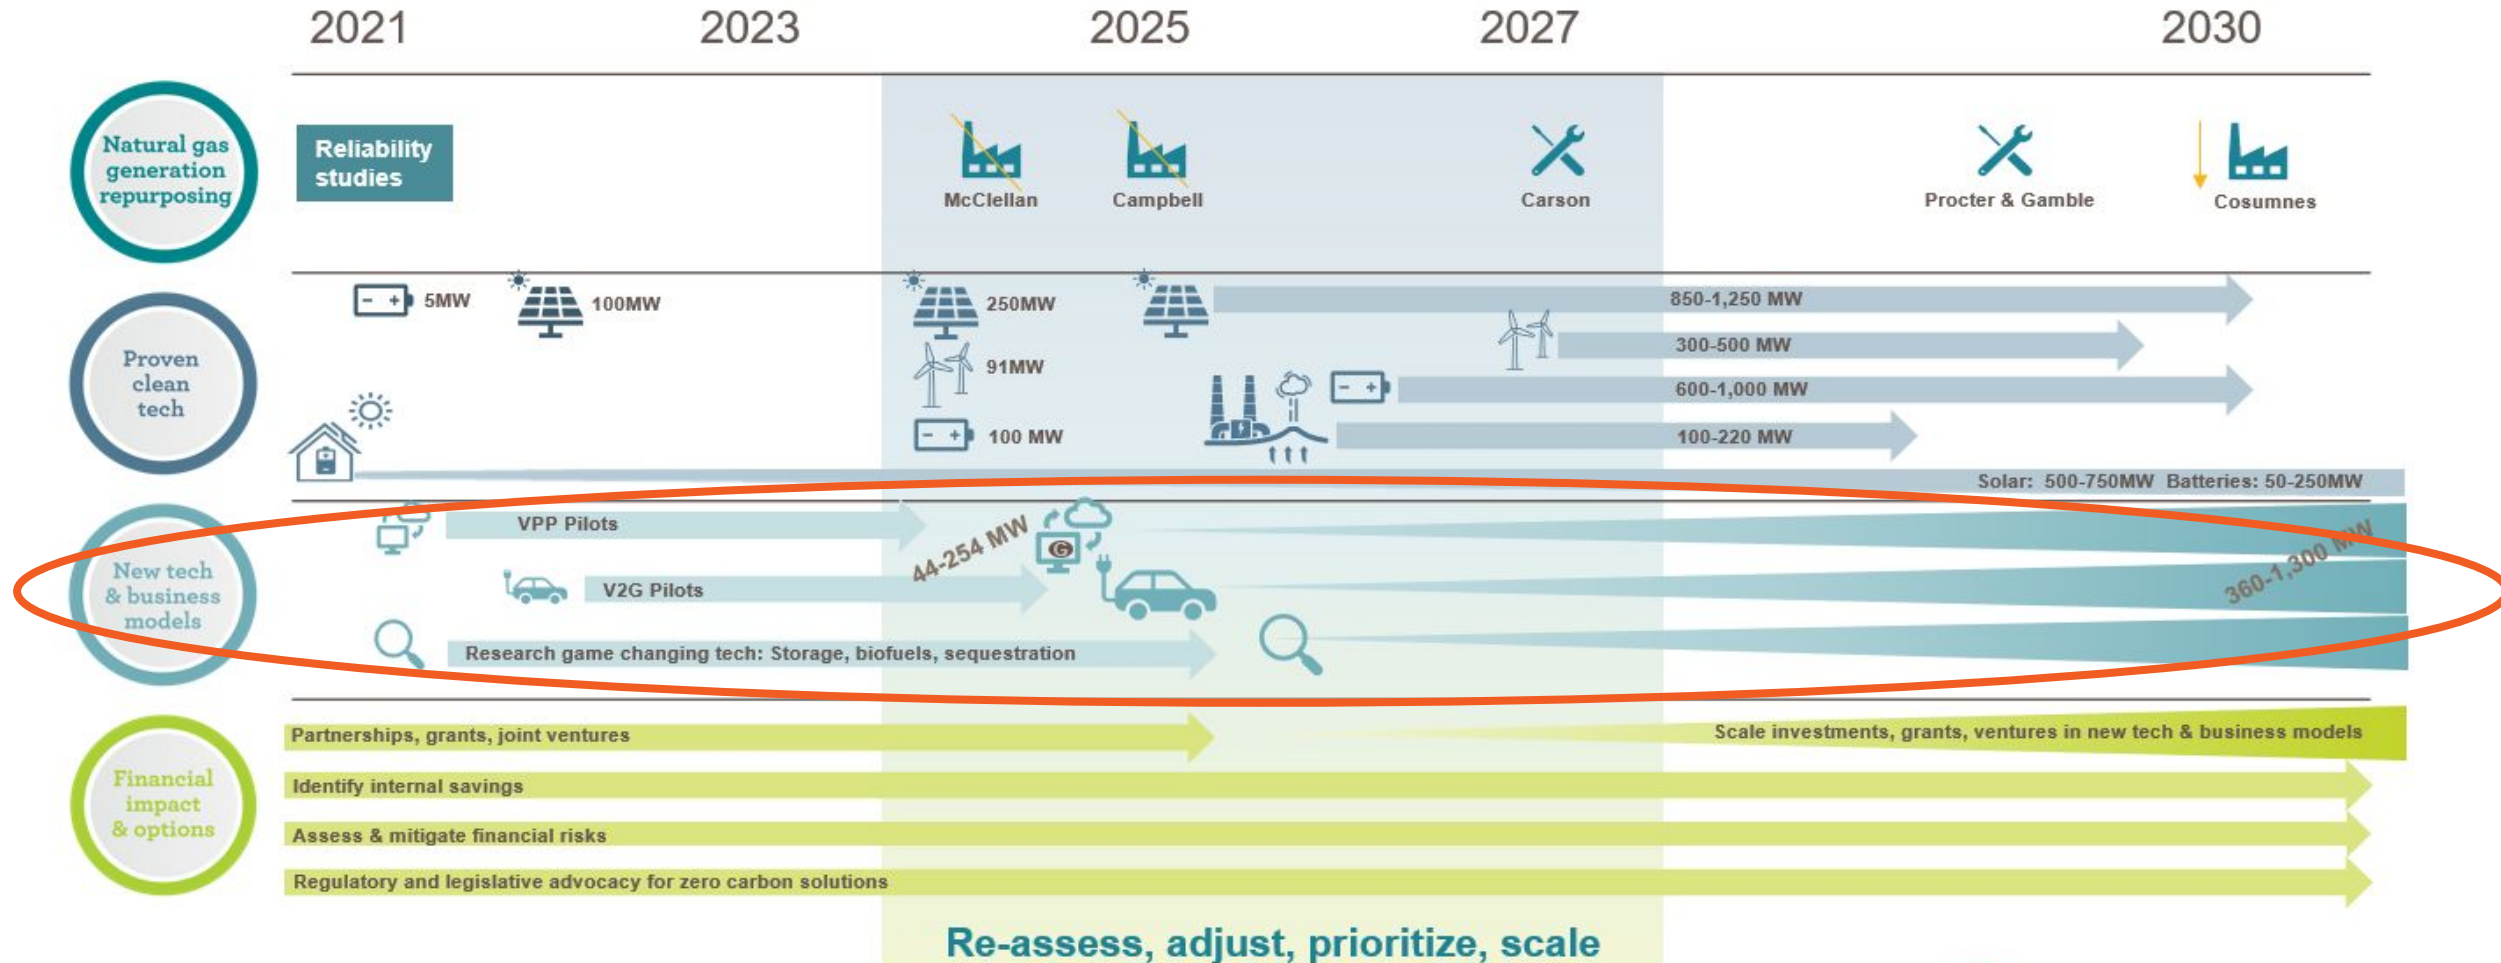 2021
2023
2025
2027
2030
Natural gas
generation
repurposing
Reliability
studies
McClellan
Campbell
Carson
Procter & Gamble
Cosumnes
Proven
clean
tech
5MW
100MW
250MW
91MW
100 MW
850-1,250 MW
300-500 MW
600-1,000 MW
100-220 MW
Solar: 500-750MW Batteries: 50-250MW
New tech
& business
models
VPP Pilots
44-254 MW
G
V2G Pilots
360-1,300 MW
Research game changing tech: Storage, biofuels, sequestration
Financial
impact
& options
Partnerships, grants, joint ventures
Scale investments, grants, ventures in new tech & business models
Identify internal savings
Assess & mitigate financial risks
Regulatory and legislative advocacy for zero carbon solutions
Re-assess, adjust, prioritize, scale